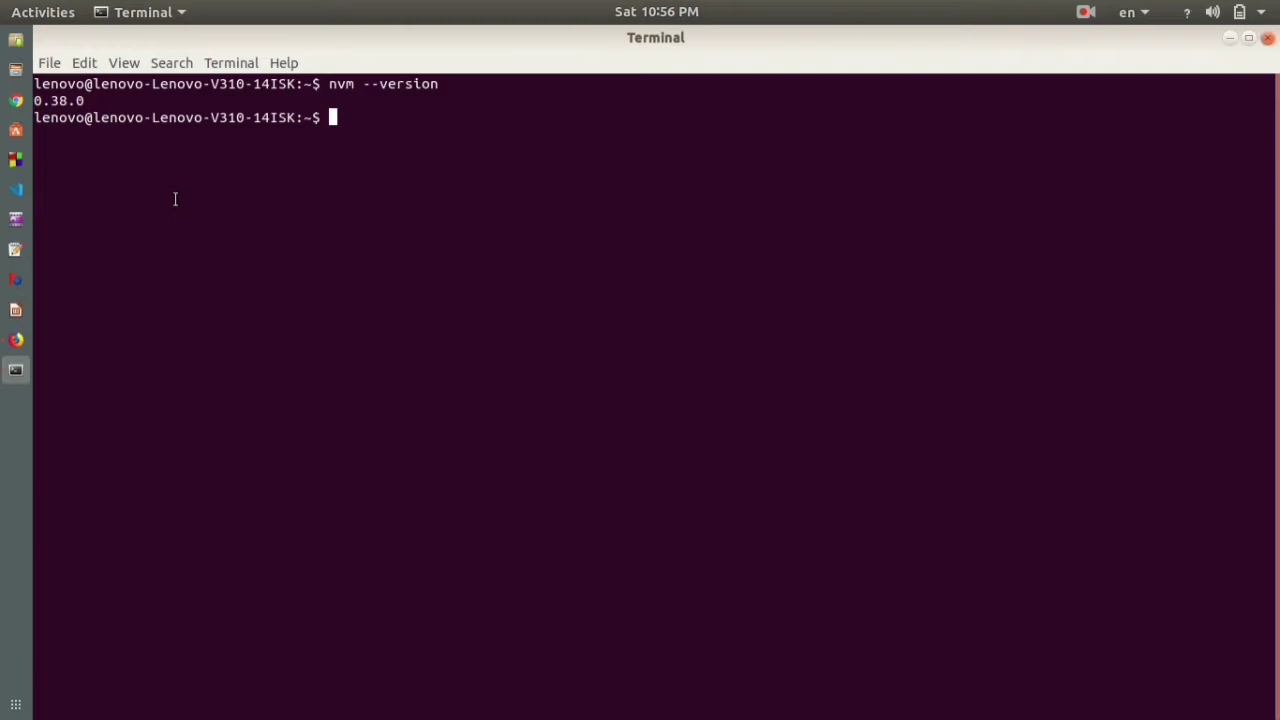 Activities Terminal Sat 10:56 PM en ?
Terminal
File Edit View Search Terminal Help
lenovo@lenovo-Lenovo-V310-14ISK:~$ nvm --version
0.38.0
lenovo@lenovo-Lenovo-V310-14ISK:~$